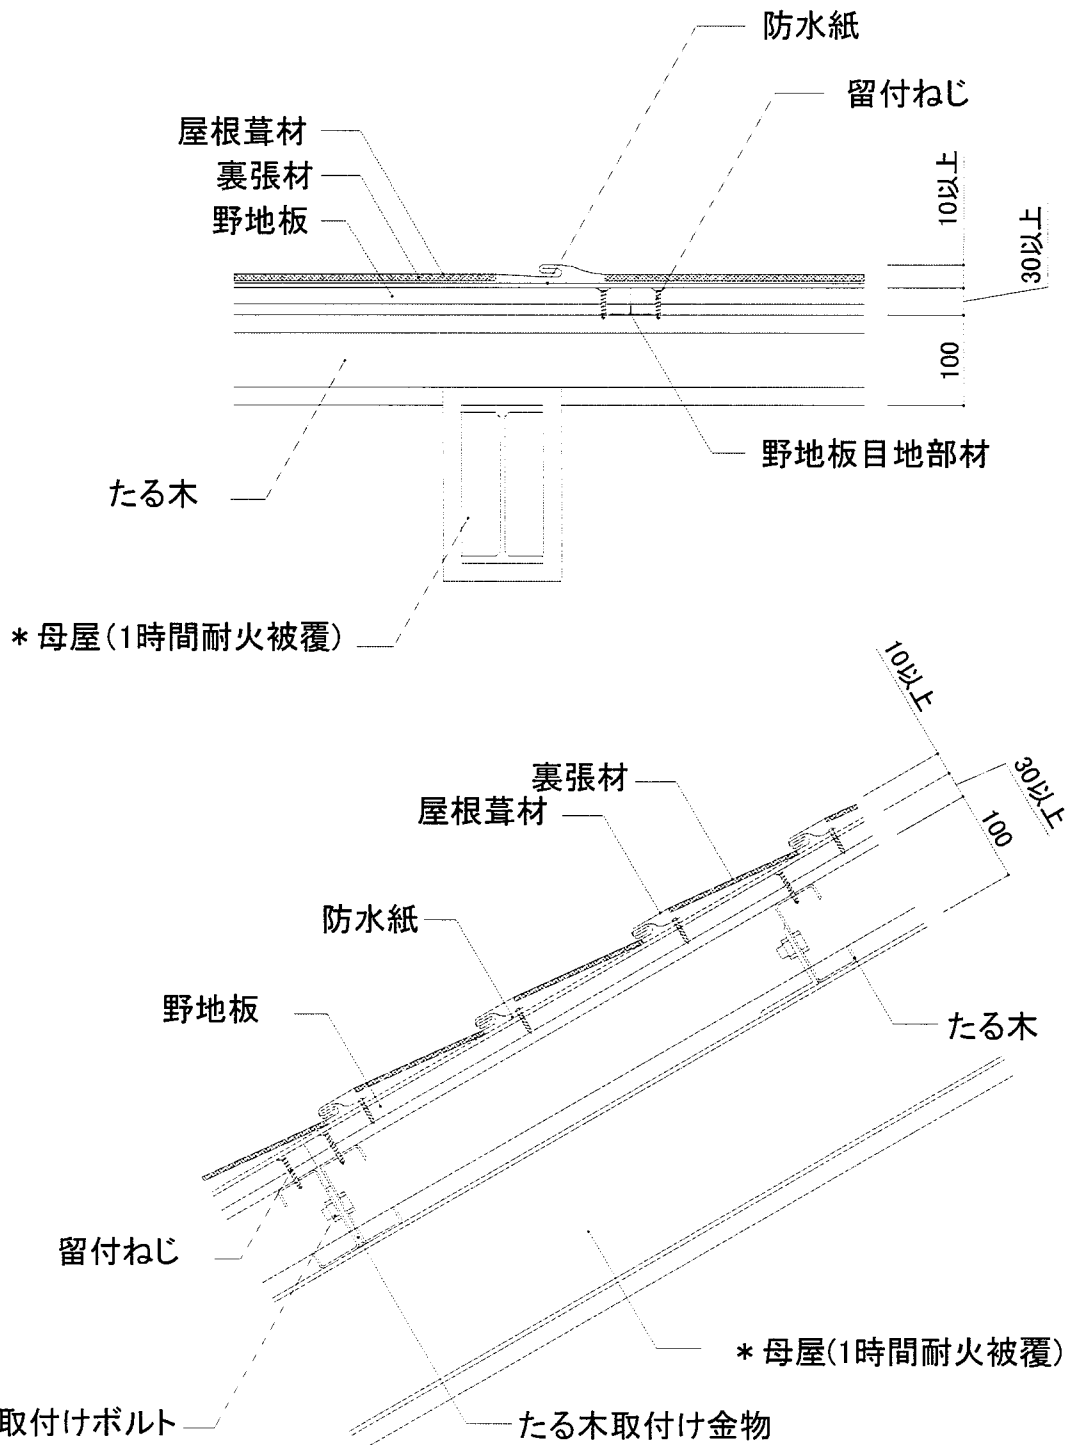 防水紙
留付ねじ
屋根葺材
裏張材
野地板
10以上
30以上
100
野地板目地部材
たる木
*母屋(1時間耐火被覆)
10以上
30以上
100
裏張材
屋根葺材
防水紙
野地板
たる木
留付ねじ
*母屋(1時間耐火被覆)
取付けボルト
たる木取付け金物